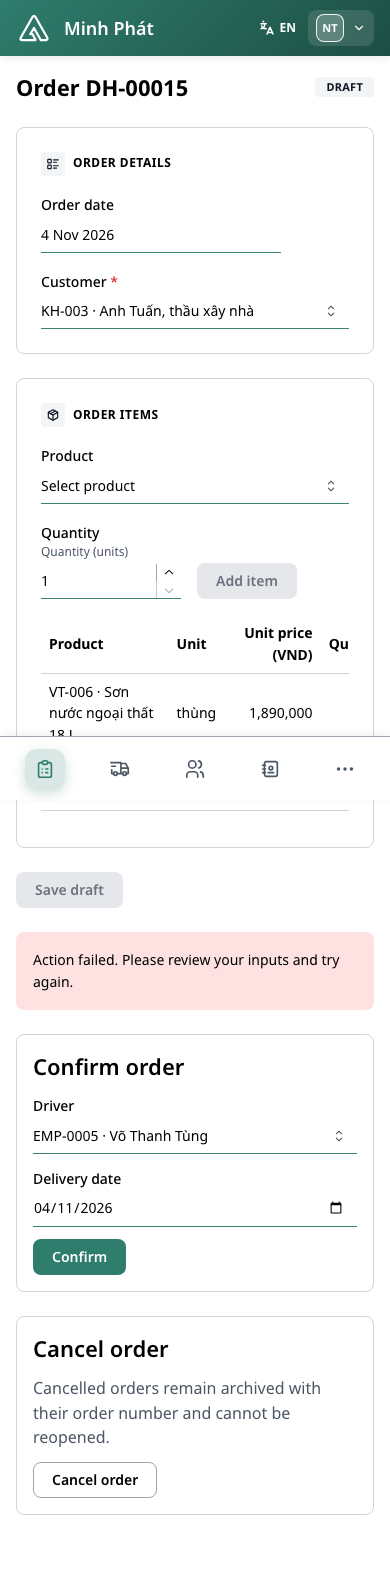 Minh Phát
EN
NT
Order DH-00015
DRAFT
ORDER DETAILS
Order date
4 Nov 2026
Customer *
KH-003 · Anh Tuấn, thầu xây nhà
ORDER ITEMS
Product
Select product
Quantity
Quantity (units)
1
Add item
Product Unit Unit price (VND) Qu
VT-006 · Sơn
nước ngoại thất thùng 1,890,000
18 L
Save draft
Action failed. Please review your inputs and try
again.
Confirm order
Driver
EMP-0005 · Võ Thanh Tùng
Delivery date
04/11/2026
Confirm
Cancel order
Cancelled orders remain archived with
their order number and cannot be
reopened.
Cancel order